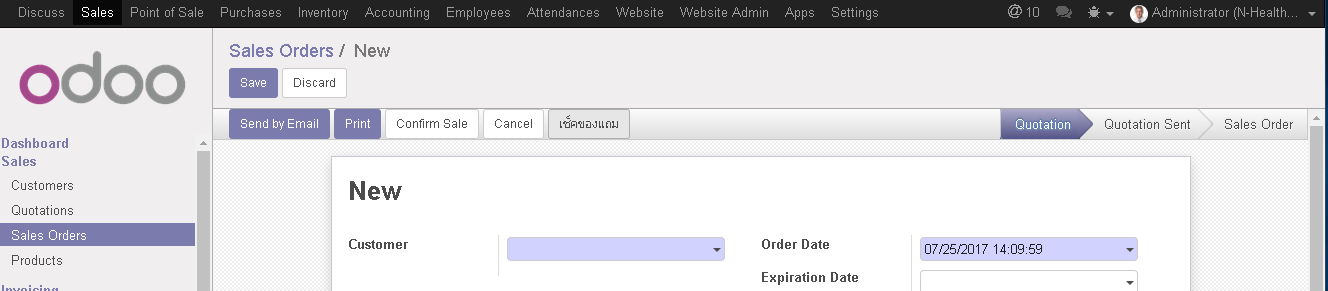 Discuss Sales Point of Sale Purchases Inventory Accounting Employees Attendances Website Website Admin Apps Settings @ 10 Administrator (N-Health...
Sales Orders / New
Save Discard
odoo
Send by Email Print Confirm Sale Cancel เช็คของแถม Quotation Quotation Sent Sales Order
Dashboard
Sales
Customers
Quotations
Sales Orders
Products
Invoicing
New
Customer Order Date 07/25/2017 14:09:59
Expiration Date